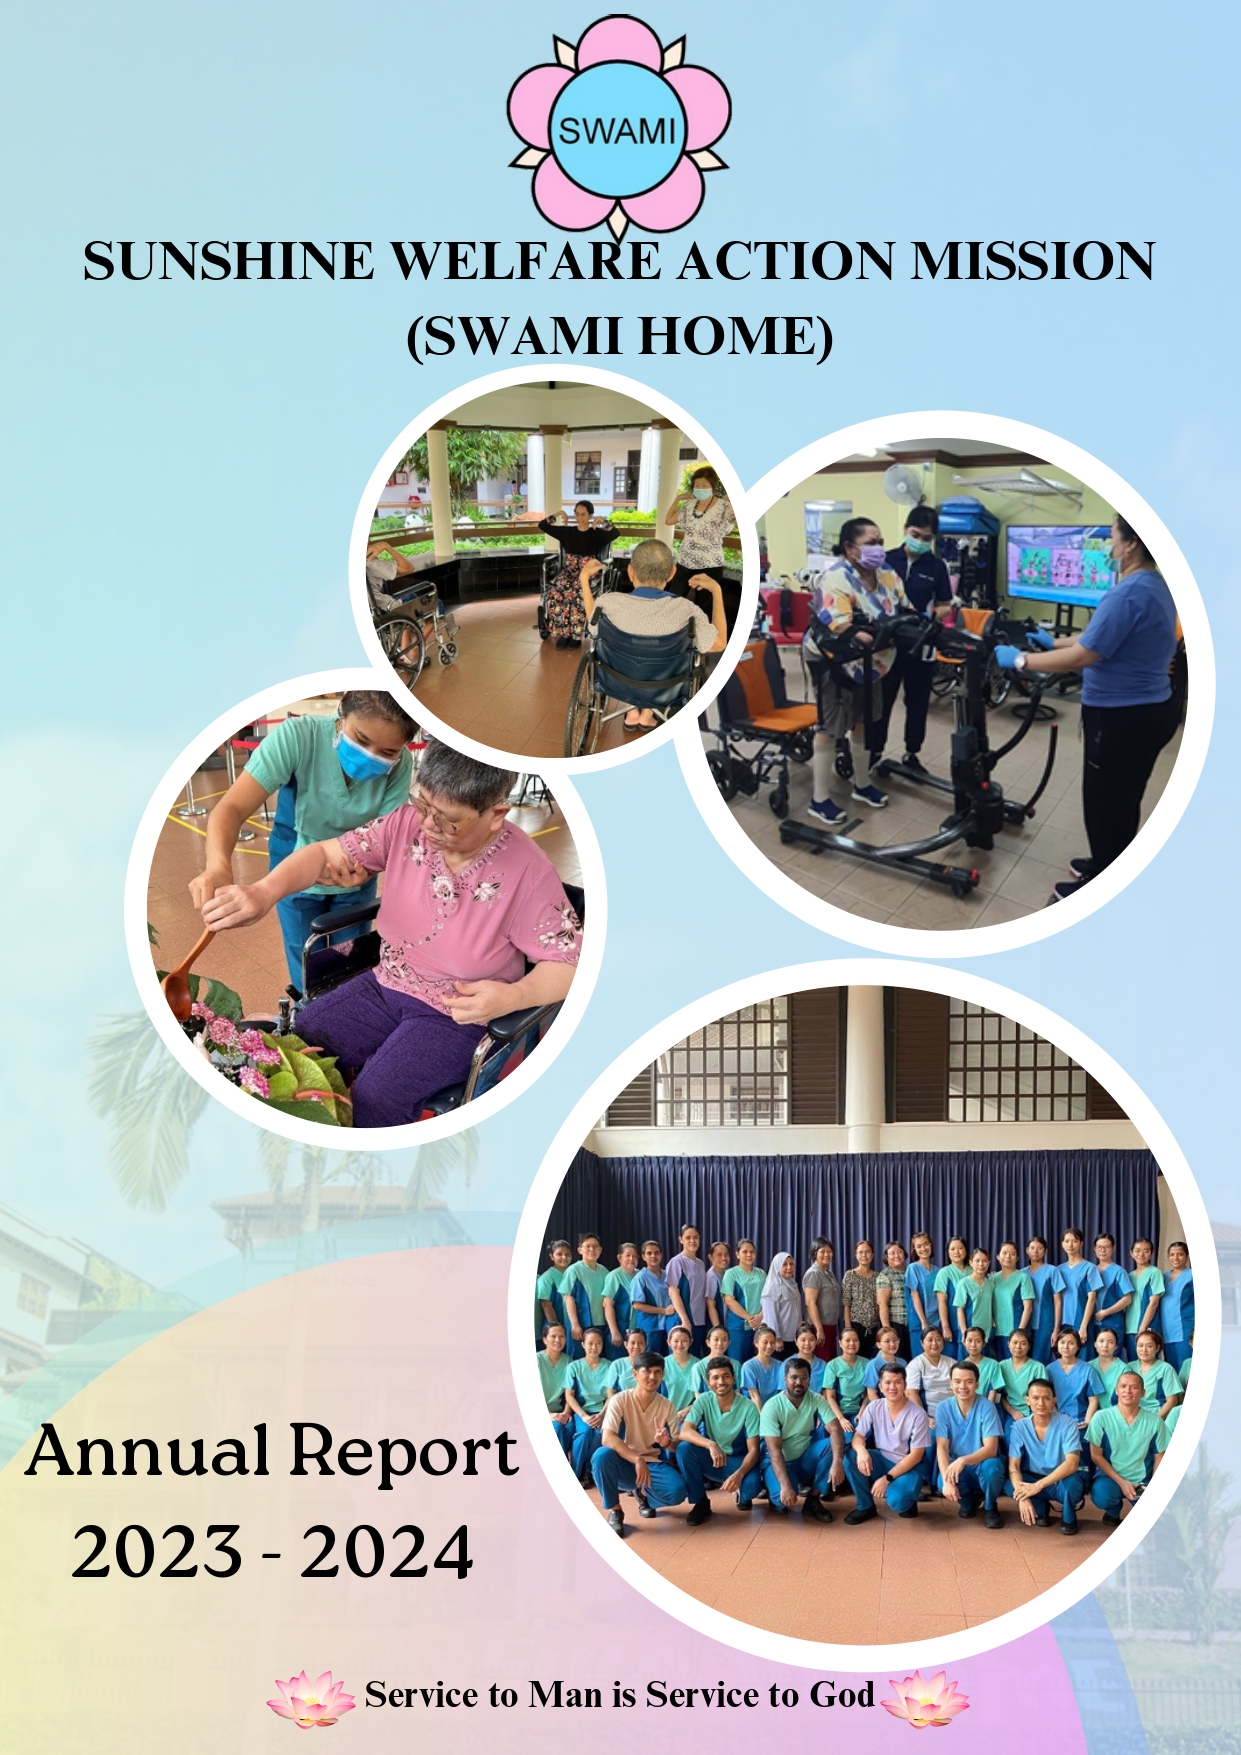 SWAMI
SUNSHINE WELFARE ACTION MISSION
(SWAMI HOME)
Annual Report
2023 - 2024
Service to Man is Service to God